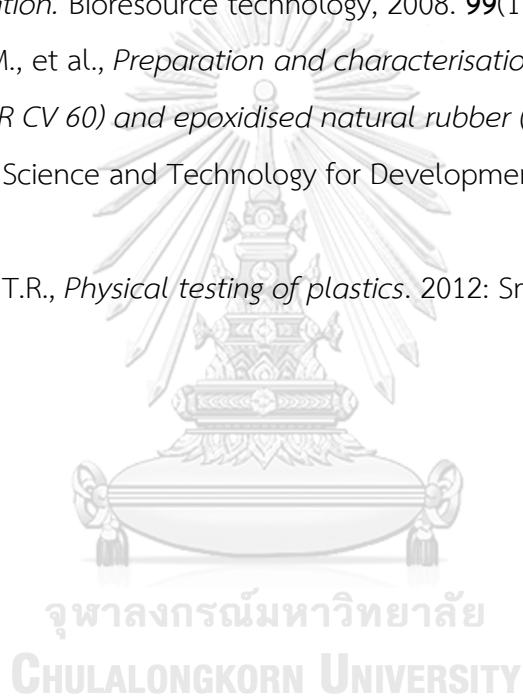 ation. Bioresource technology, 2008. 99(1
M., et al., Preparation and characterisatio
R CV 60) and epoxidised natural rubber (
Science and Technology for Developmen
T.R., Physical testing of plastics. 2012: Sm
จุฬาลงกรณ์มหาวิทยาลัย
CHULALONGKORN UNIVERSITY